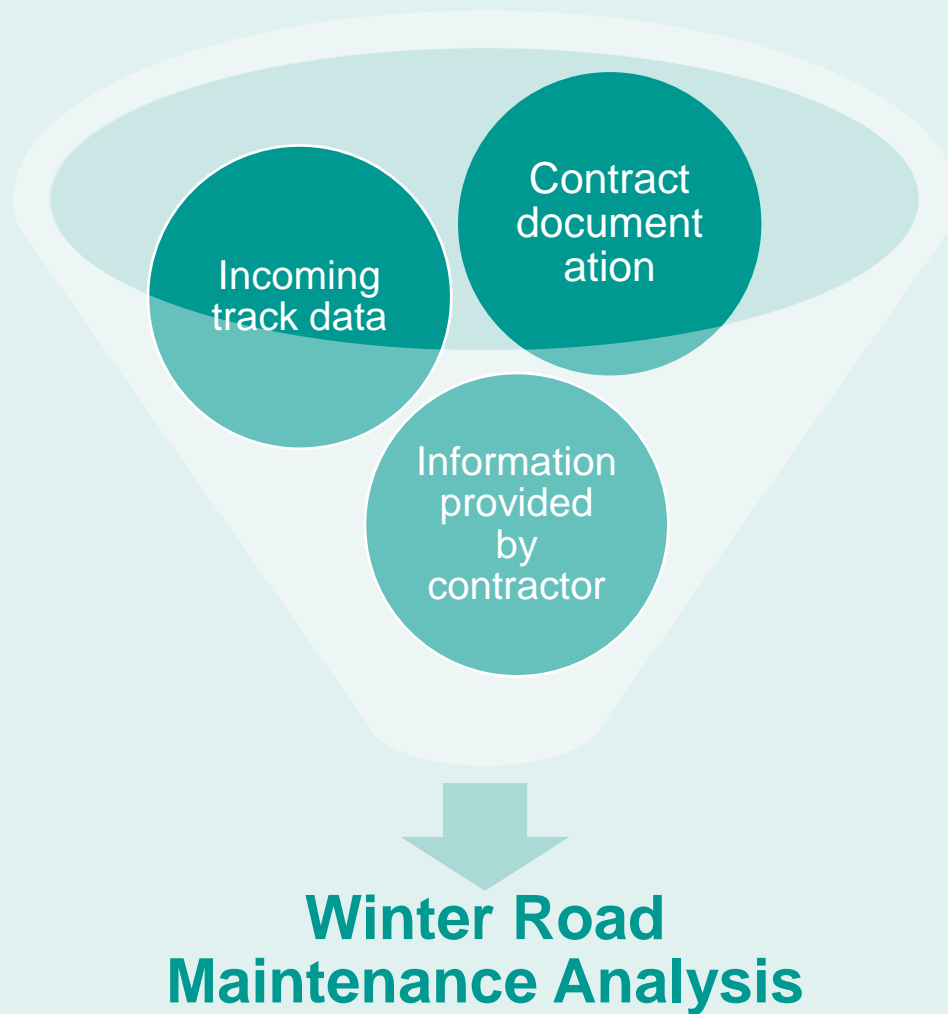 Contract
document
ation
Incoming
track data
Information
provided
by
contractor
Winter Road
Maintenance Analysis